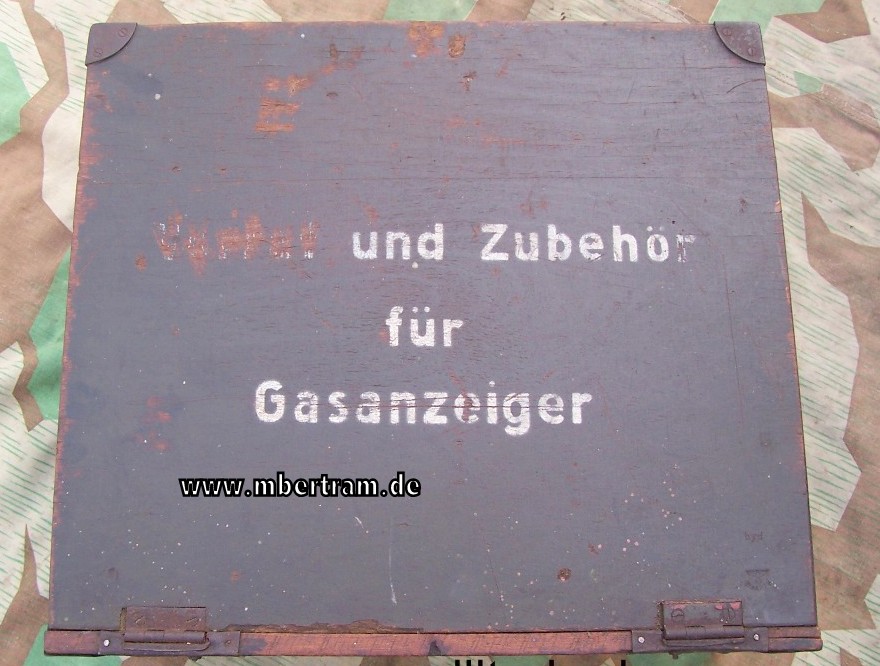 und Zubehör
für
Gasanzeiger
www.mbertram.de